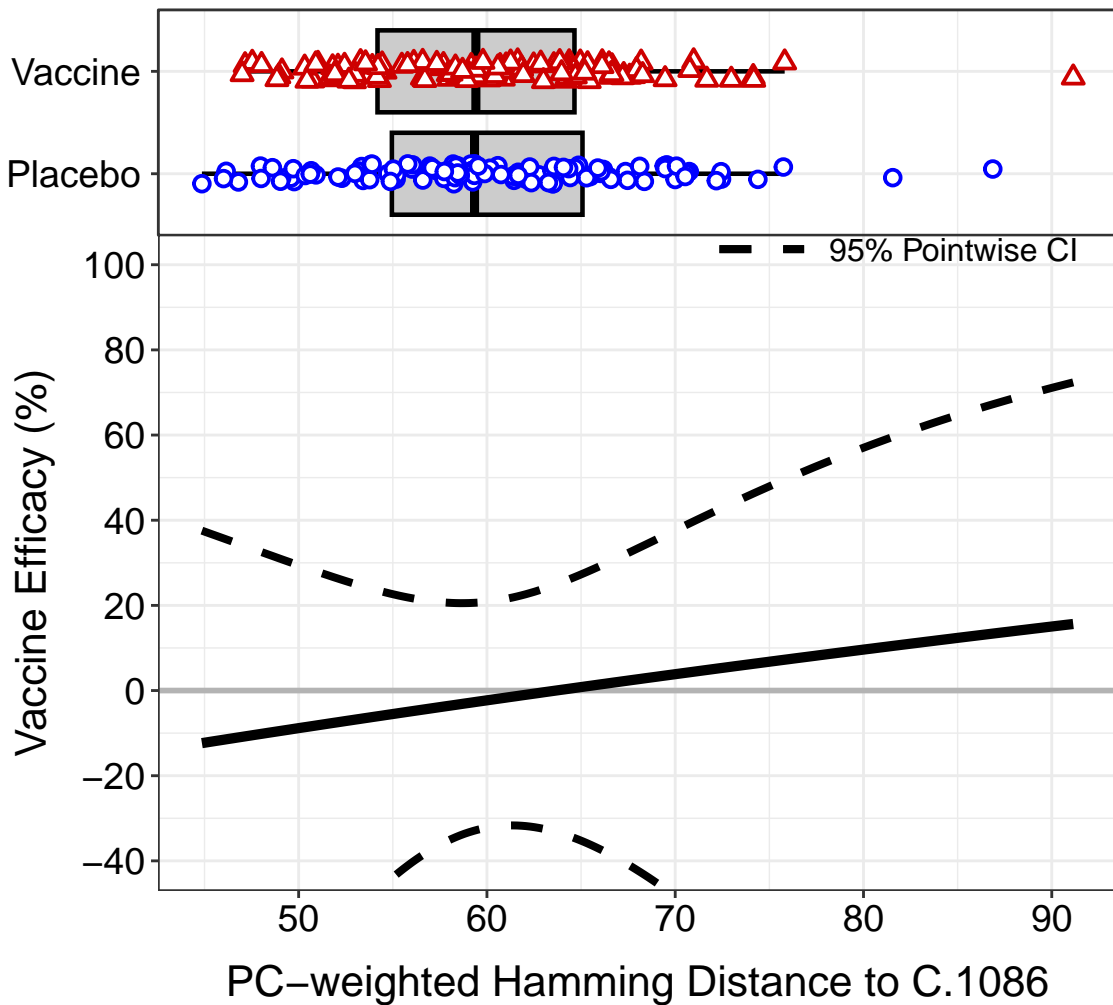 Vaccine
Placebo
95% Pointwise CI
100
80
60
40
20
0
−20
−40
Vaccine Efficacy (%)
50 60 70 80 90
PC−weighted Hamming Distance to C.1086